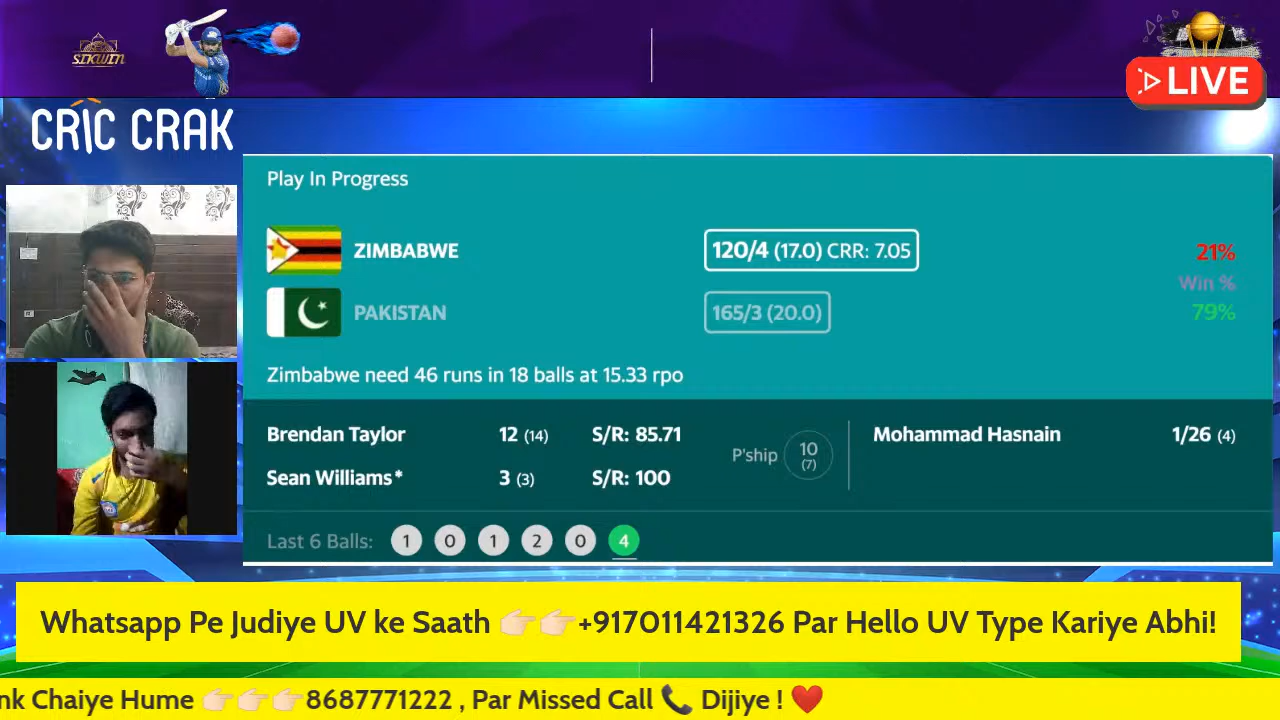 SIKWIN
LIVE
CRIC CRAK
Play In Progress
ZIMBABWE 120/4 (17.0) CRR: 7.05 21%
Win %
PAKISTAN 165/3 (20.0) 79%
Zimbabwe need 46 runs in 18 balls at 15.33 rpo
Brendan Taylor 12 (14) S/R: 85.71
Sean Williams* 3 (3) S/R: 100
P'ship 10 (7)
Mohammad Hasnain 1/26 (4)
Last 6 Balls: 1 0 1 2 0 4
Whatsapp Pe Judiye UV ke Saath 👉🏻👉🏻+917011421326 Par Hello UV Type Kariye Abhi!
nk Chaiye Hume 👉🏻👉🏻👉🏻8687771222 , Par Missed Call 📞 Dijiye ! ❤️